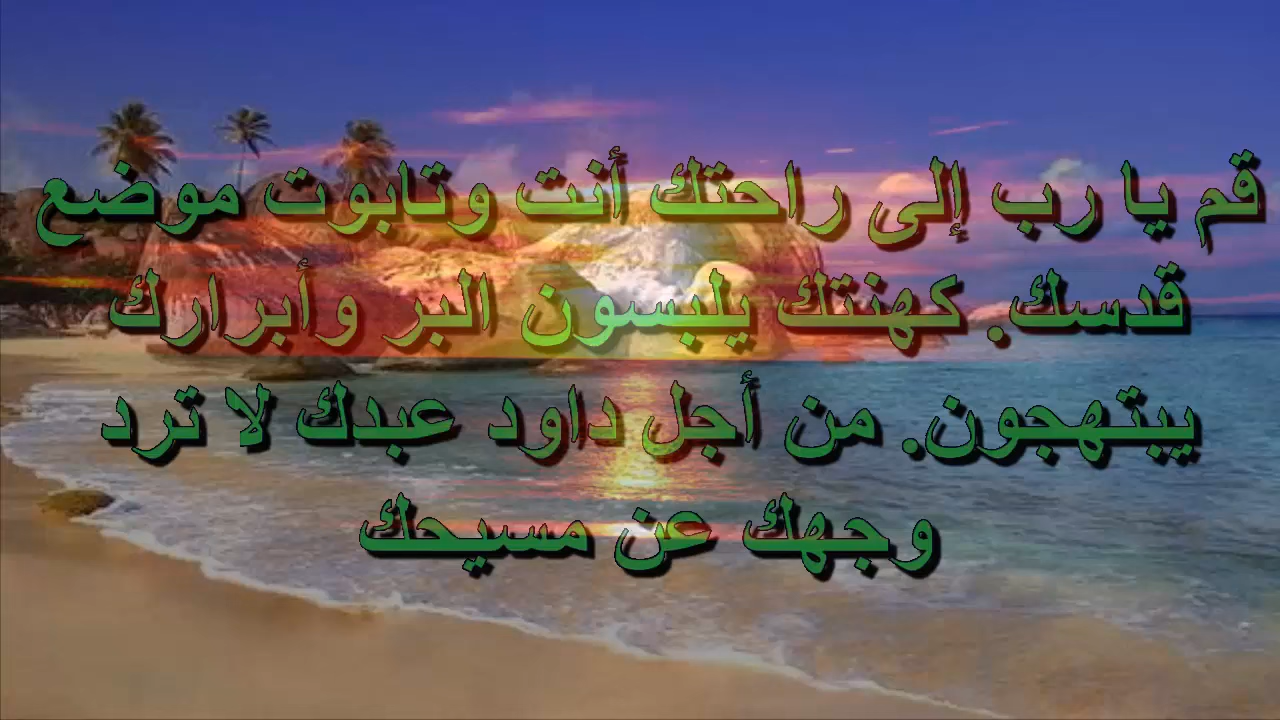 قم يا رب إلى راحتك أنت وتابوت موضع
قدسك. كهنتك يلبسون البر وأبرارك
يبتهجون. من أجل داود عبدك لا ترد
وجهك عن مسيحك